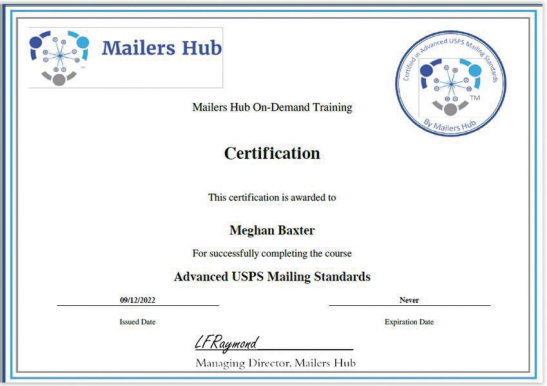 Mailers Hub
Certified in Advanced USPS Mailing Standards
TM
By Mailers Hub
Mailers Hub On-Demand Training
Certification
This certification is awarded to
Meghan Baxter
For successfully completing the course
Advanced USPS Mailing Standards
09/12/2022 Never
Issued Date Expiration Date
LFRaymond
Managing Director, Mailers Hub